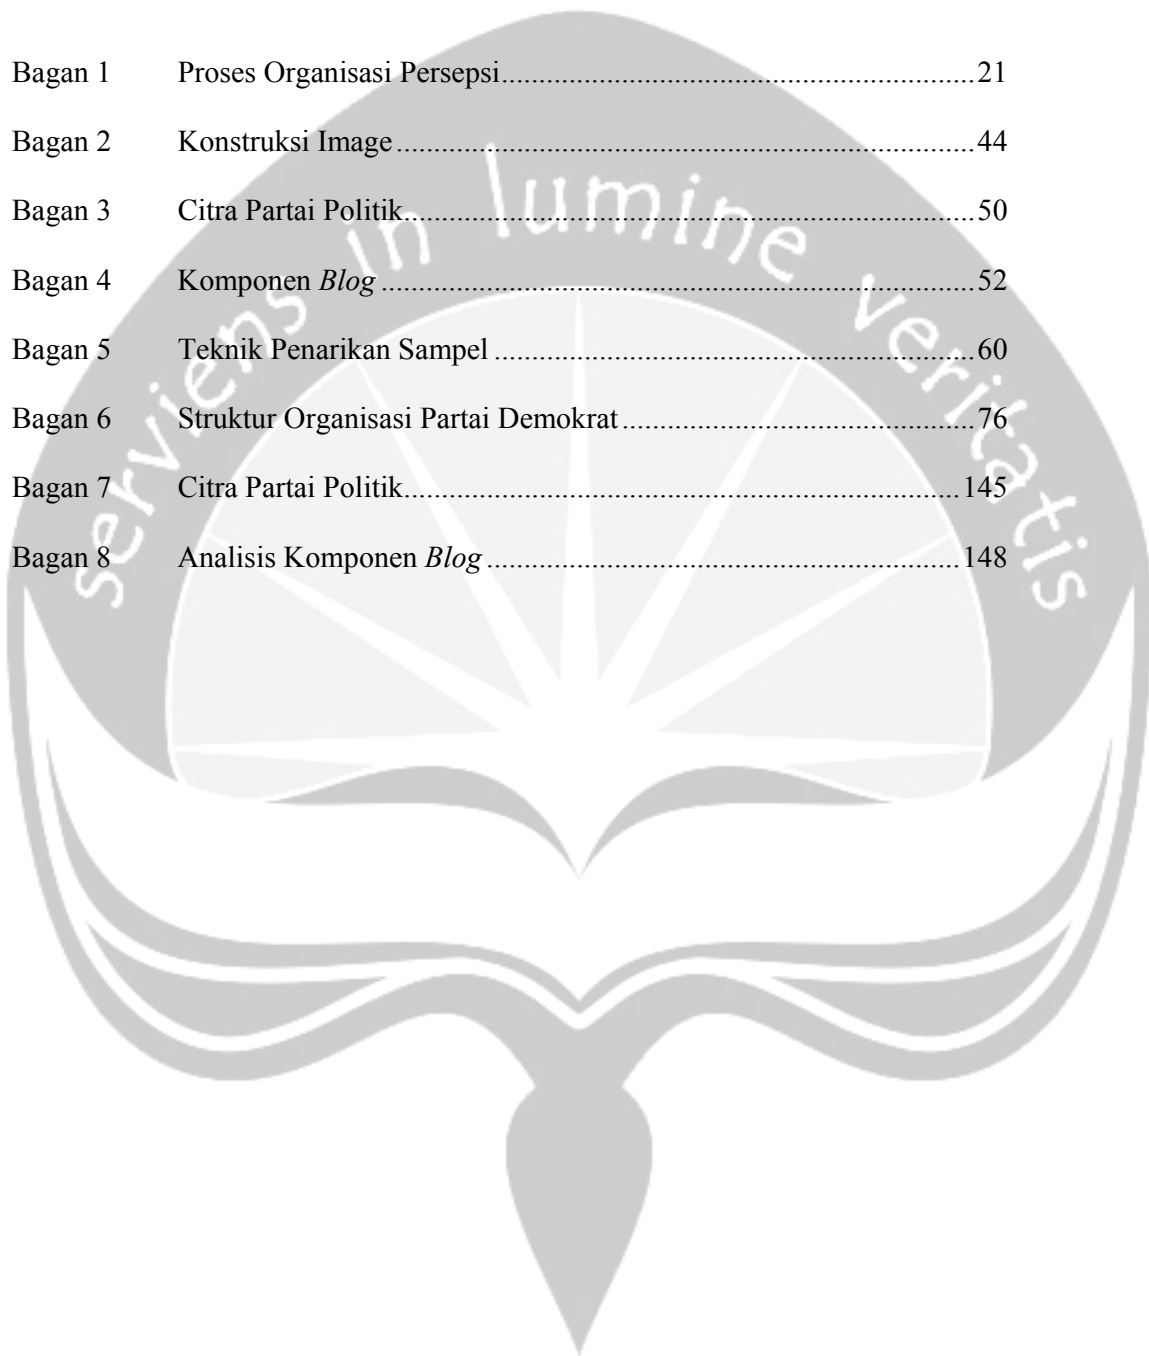 Bagan 1 Proses Organisasi Persepsi.............................................................21
Bagan 2 Konstruksi Image..........................................................................44
Bagan 3 Citra Partai Politik.........................................................................50
Bagan 4 Komponen Blog............................................................................52
Bagan 5 Teknik Penarikan Sampel..............................................................60
Bagan 6 Struktur Organisasi Partai Demokrat.............................................76
Bagan 7 Citra Partai Politik.......................................................................145
Bagan 8 Analisis Komponen Blog.............................................................148
serviens in lumine veritatis